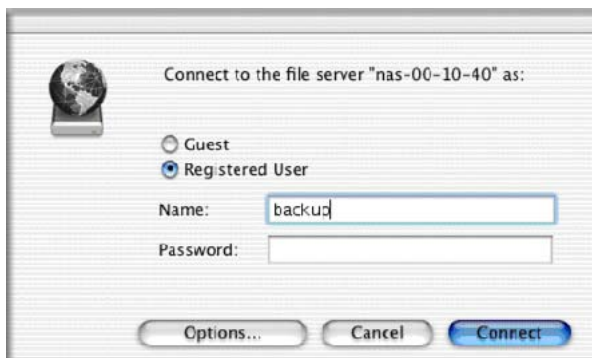 Connect to the file server "nas-00-10-40" as:
Guest
Registered User
Name: backup
Password:
Options... Cancel Connect